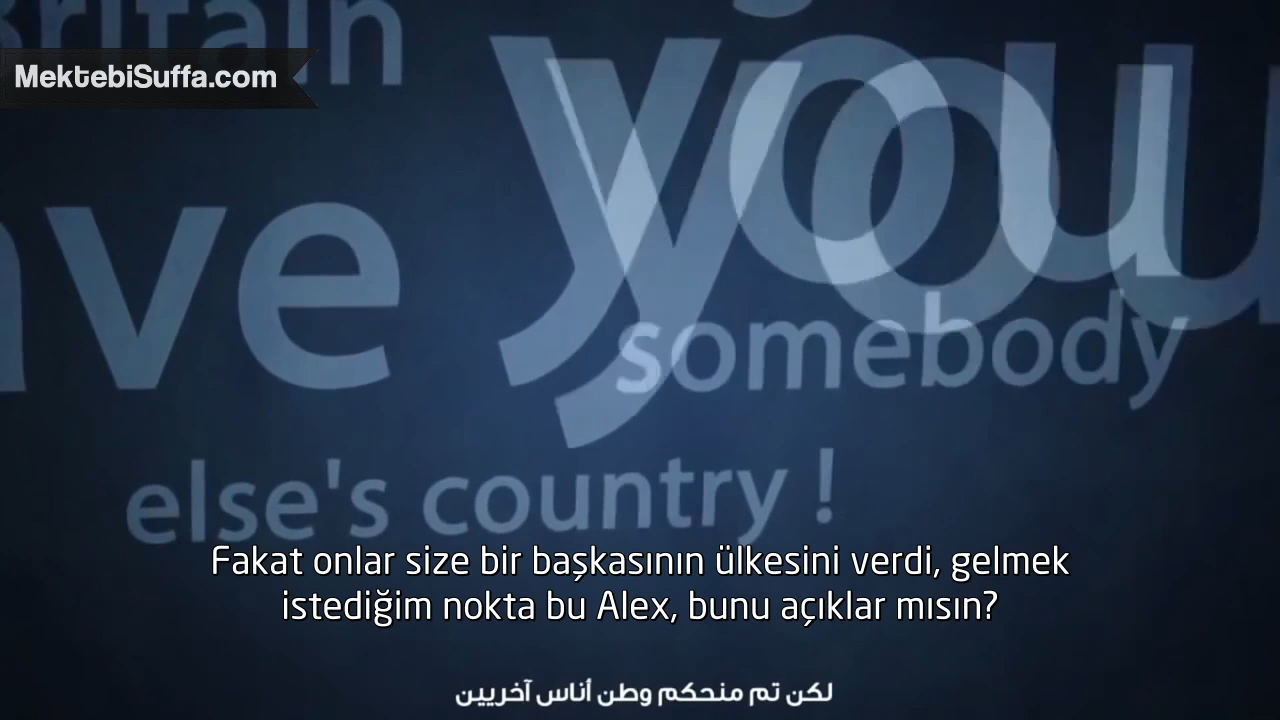 Britain
MektebiSuffa.com
you
you
ave
somebody
else's country !
Fakat onlar size bir başkasının ülkesini verdi, gelmek
istediğim nokta bu Alex, bunu açıklar mısın?
لكن تم منحكم وطن أناس آخريين